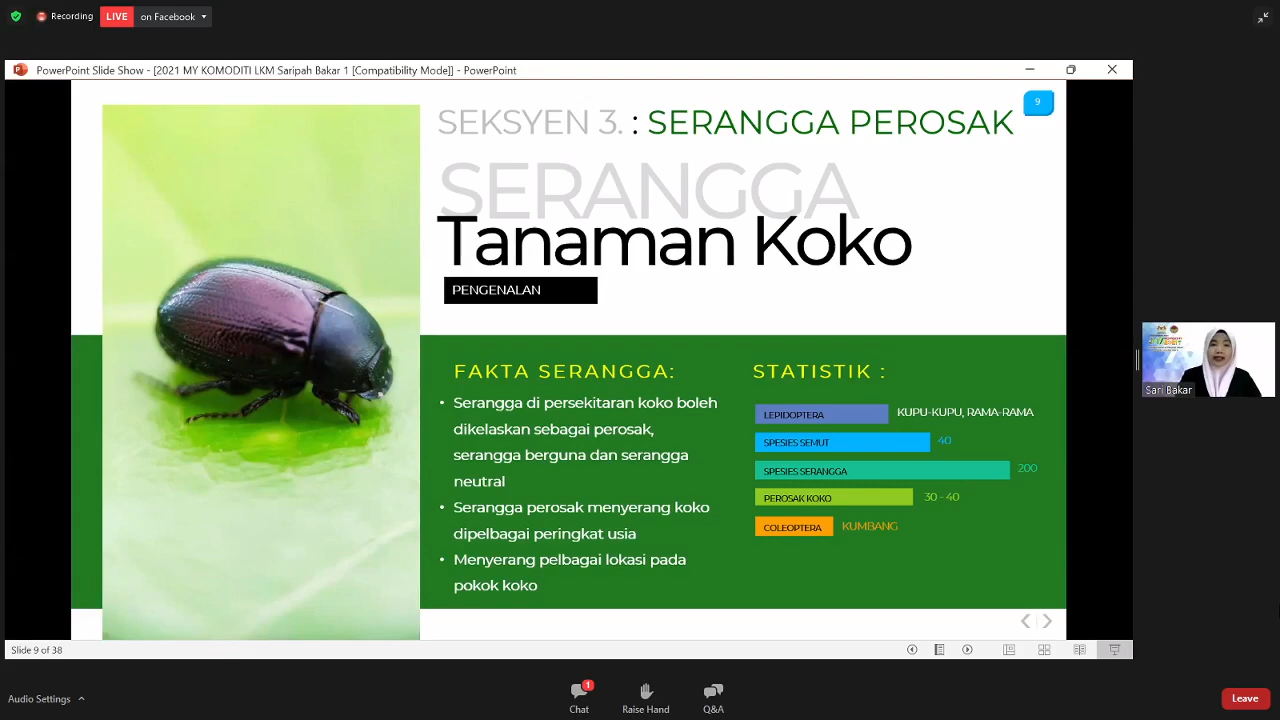 Recording
LIVE on Facebook
PowerPoint Slide Show - [2021 MY KOMODITI LKM Saripah Bakar 1 [Compatibility Mode]] - PowerPoint
9
SEKSYEN 3. : SERANGGA PEROSAK
SERANGGA
Tanaman Koko
PENGENALAN
FAKTA SERANGGA:
• Serangga di persekitaran koko boleh
dikelaskan sebagai perosak,
serangga berguna dan serangga
neutral
• Serangga perosak menyerang koko
dipelbagai peringkat usia
• Menyerang pelbagai lokasi pada
pokok koko
STATISTIK :
LEPIDOPTERA KUPU-KUPU, RAMA-RAMA
SPESIES SEMUT 40
SPESIES SERANGGA 200
PEROSAK KOKO 30 - 40
COLEOPTERA KUMBANG
Sari Bakar
Slide 9 of 38
Audio Settings
1
Chat
Raise Hand
Q&A
Leave